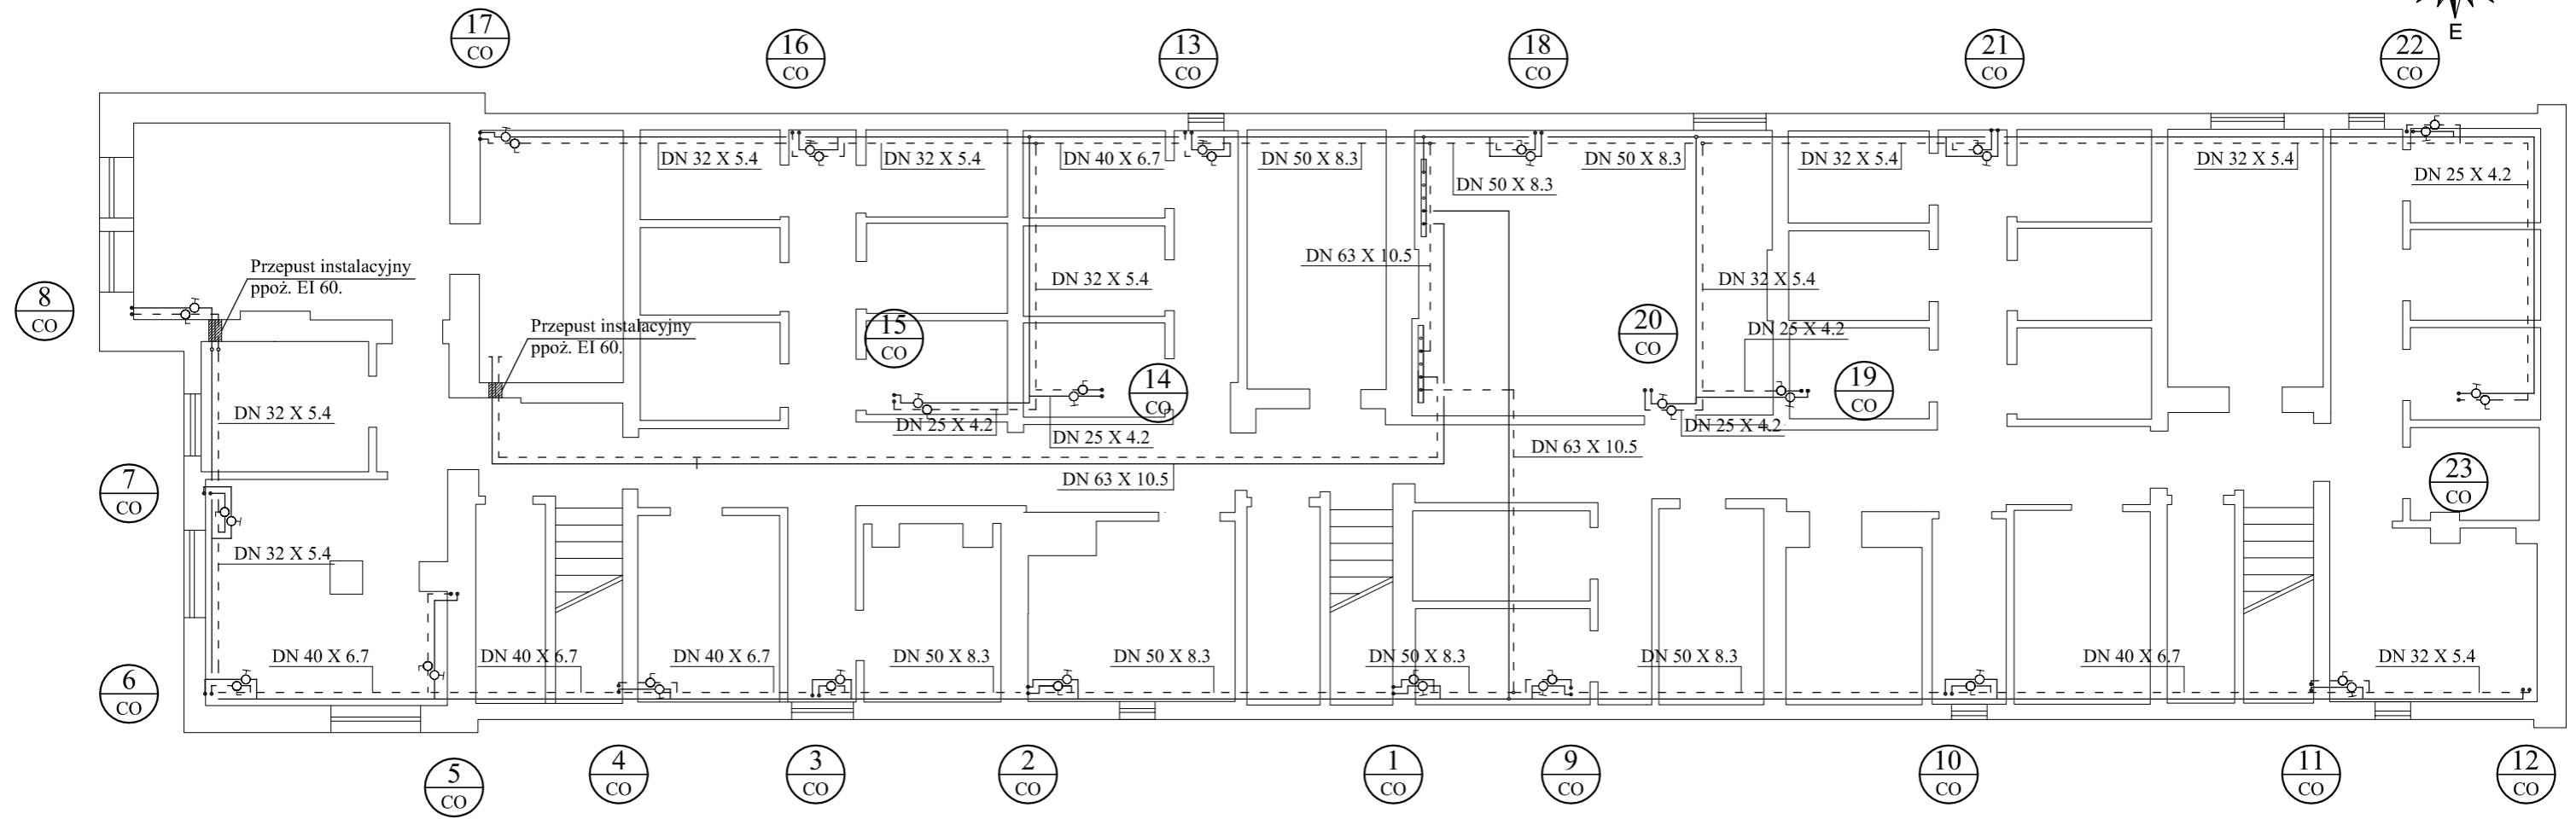 E
17
CO
16
CO
13
CO
18
CO
21
CO
22
CO
DN 32 X 5.4
DN 32 X 5.4
DN 40 X 6.7
DN 50 X 8.3
DN 50 X 8.3
DN 50 X 8.3
DN 32 X 5.4
DN 32 X 5.4
DN 25 X 4.2
Przepust instalacyjny
ppoż. EI 60.
DN 63 X 10.5
DN 32 X 5.4
DN 32 X 5.4
8
CO
Przepust instalacyjny
ppoż. EI 60.
15
CO
20
CO
DN 25 X 4.2
14
CO
19
CO
DN 32 X 5.4
DN 25 X 4.2
DN 25 X 4.2
DN 25 X 4.2
DN 63 X 10.5
DN 63 X 10.5
7
CO
23
CO
DN 32 X 5.4
DN 40 X 6.7
DN 40 X 6.7
DN 40 X 6.7
DN 50 X 8.3
DN 50 X 8.3
DN 50 X 8.3
DN 50 X 8.3
DN 40 X 6.7
DN 32 X 5.4
6
CO
5
CO
4
CO
3
CO
2
CO
1
CO
9
CO
10
CO
11
CO
12
CO